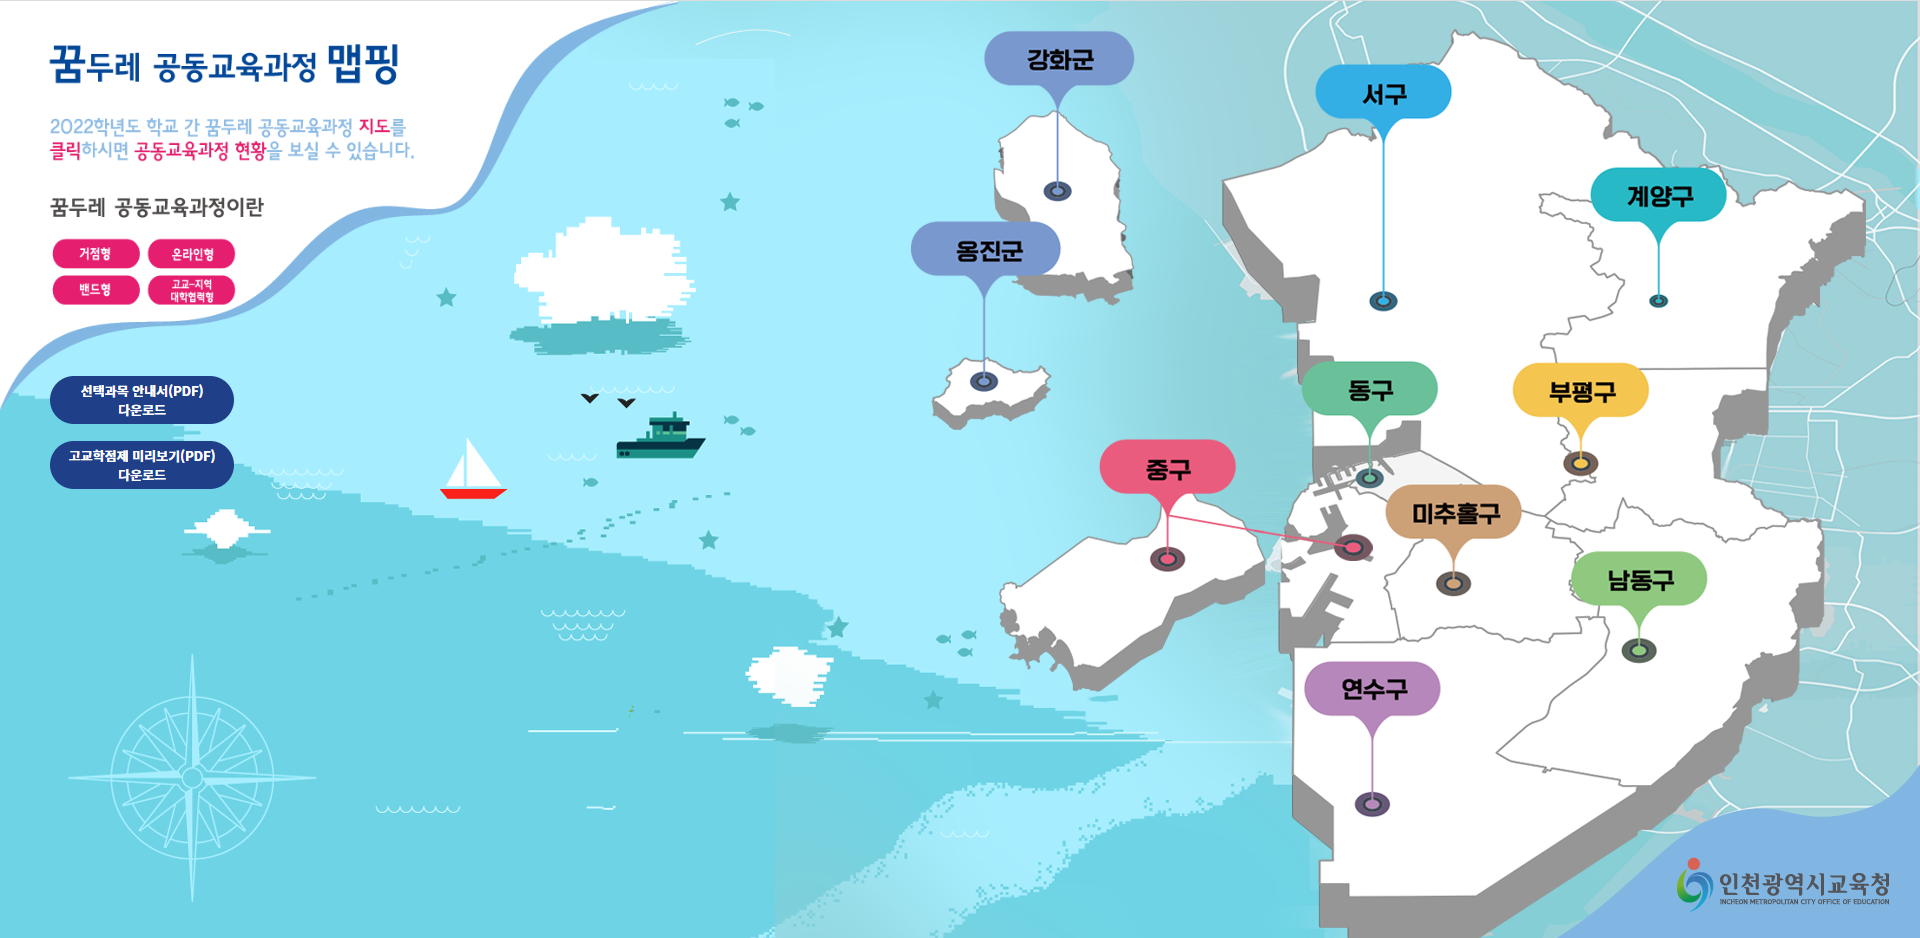 꿈두레 공동교육과정 맵핑
2022학년도 학교 간 꿈두레 공동교육과정 지도를
클릭하시면 공동교육과정 현황을 보실 수 있습니다.
꿈두레 공동교육과정이란
거점형
온라인형
밴드형
고교-지역
대학협력형
선택과목 안내서(PDF)
다운로드
고교학점제 미리보기(PDF)
다운로드
강화군
서구
계양구
옹진군
동구
부평구
중구
미추홀구
남동구
연수구
인천광역시교육청
INCHEON METROPOLITAN CITY OFFICE OF EDUCATION